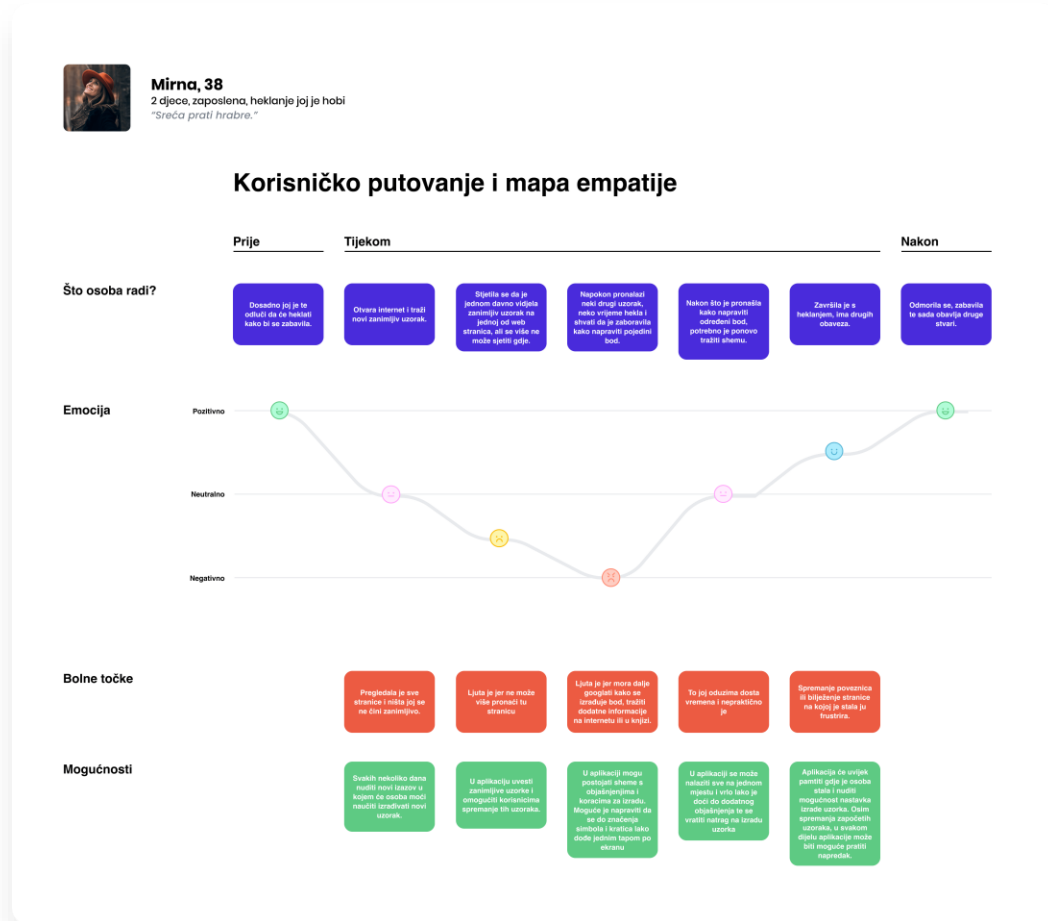 Mirna, 38
2 djece, zaposlena, heklanje joj je hobi
"Sreća prati hrabre."
Korisničko putovanje i mapa empatije
Prije
Tijekom
Nakon
Što osoba radi?
Dosadno joj je te
odluči da će heklati
kako bi se zabavila.
Otvara internet i traži
novi zanimljiv uzorak.
Stjetila se da je
jednom davno vidjela
zanimljiv uzorak na
jednoj od web
stranica, ali se više ne
može sjetiti gdje.
Napokon pronalazi
neki drugi uzorak,
neko vrijeme hekla i
shvati da je zaboravila
kako napraviti pojedini
bod.
Nakon što je pronašla
kako napraviti
određeni bod,
potrebno je ponovo
tražiti shemu.
Završila je s
heklanjem, ima drugih
obaveza.
Odmorila se, zabavila
te sada obavlja druge
stvari.
Emocija
Pozitivno
Neutralno
Negativno
Bolne točke
Pregledala je sve
stranice i ništa joj se
ne čini zanimljivo.
Ljuta je jer ne može
više pronaći tu
stranicu
Ljuta je jer mora dalje
googlati kako se
izrađuje bod, tražiti
dodatne informacije
na internetu ili u knjizi.
To joj oduzima dosta
vremena i nepraktično
je
Spremanje poveznica
ili bilježenje stranice
na kojoj je stala ju
frustrira.
Mogućnosti
Svakih nekoliko dana
nuditi novi izazov u
kojem će osoba moći
naučiti izrađivati novi
uzorak.
U aplikaciju uvesti
zanimljive uzorke i
omogućiti korisnicima
spremanje tih uzoraka.
U aplikaciji mogu
postojati sheme s
objašnjenjima i
koracima za izradu.
Moguće je napraviti da
se do značenja
simbola i kratica lako
dođe jednim tapom po
ekranu
U aplikaciji se može
nalaziti sve na jednom
mjestu i vrlo lako je
doći do dodatnog
objašnjenja te se
vratiti natrag na izradu
uzorka
Aplikacija će uvijek
pamtiti gdje je osoba
stala i nuditi
mogućnost nastavka
izrade uzorka. Osim
spremanja započetih
uzoraka, u svakom
dijelu aplikacije može
biti moguće pratiti
napredak.